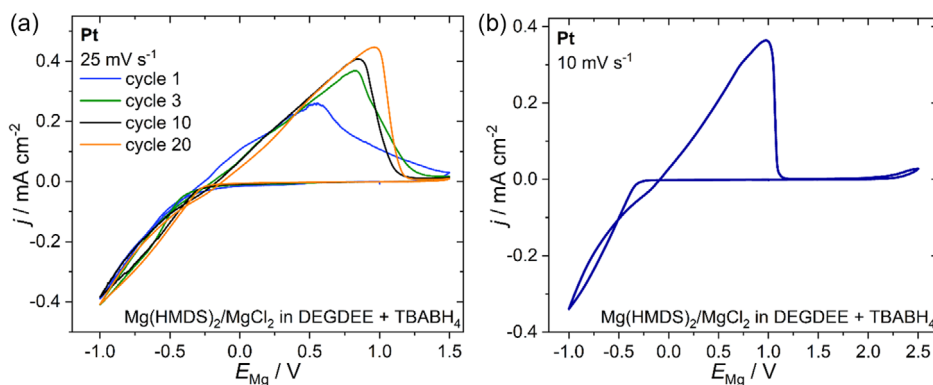 (a)
Pt
25 mV s⁻¹
cycle 1
cycle 3
cycle 10
cycle 20
0.4
0.2
0.0
-0.2
-0.4
j / mA cm⁻²
Mg(HMDS)₂/MgCl₂ in DEGDEE + TBABH₄
-1.0 -0.5 0.0 0.5 1.0 1.5
E_Mg / V
(b)
Pt
10 mV s⁻¹
0.4
0.2
0.0
-0.2
-0.4
j / mA cm⁻²
Mg(HMDS)₂/MgCl₂ in DEGDEE + TBABH₄
-1.0 -0.5 0.0 0.5 1.0 1.5 2.0 2.5
E_Mg / V